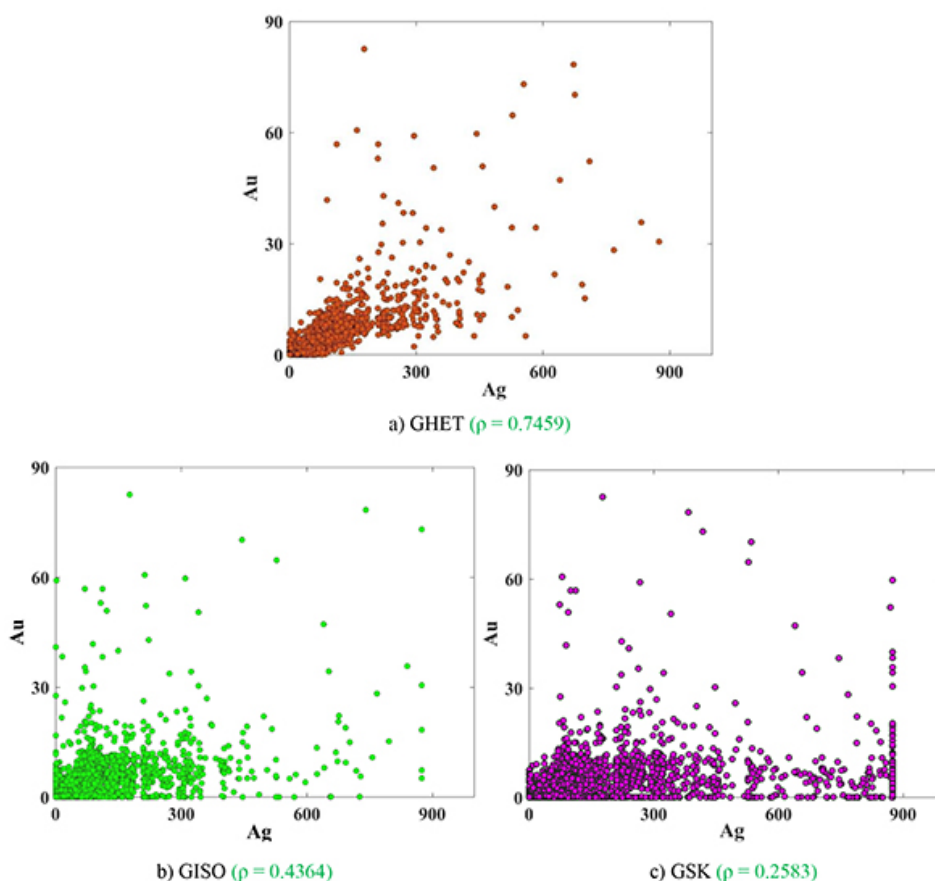 90
60
Au
30
0
0 300 600 900
Ag
a) GHET (ρ = 0.7459)
90 90
60 60
Au Au
30 30
0 0
0 300 600 900 0 300 600 900
Ag Ag
b) GISO (ρ = 0.4364) c) GSK (ρ = 0.2583)